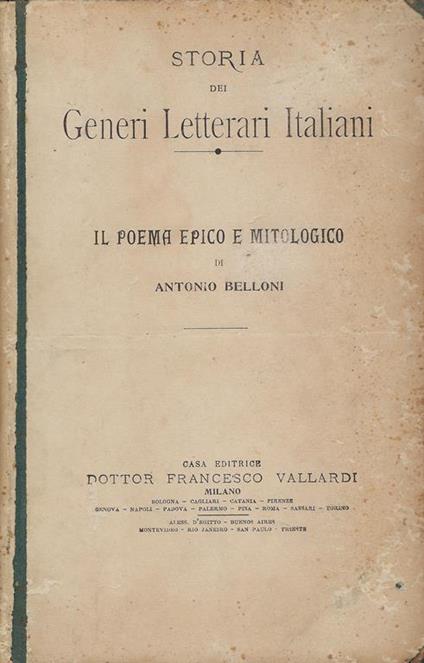 STORIA
DEI
Generi Letterari Italiani
IL POEMA EPICO E MITOLOGICO
DI
ANTONIO BELLONI
CASA EDITRICE
DOTTOR FRANCESCO VALLARDI
MILANO
BOLOGNA - CAGLIARI - CATANIA - FIRENZE
GENOVA - NAPOLI - PADOVA - PALERMO - PISA - ROMA - SASSARI - TORINO
ALESS. D'EGITTO - BUENOS AIRES
MONTEVIDEO - RIO JANEIRO - SAN PAULO - TRIESTE